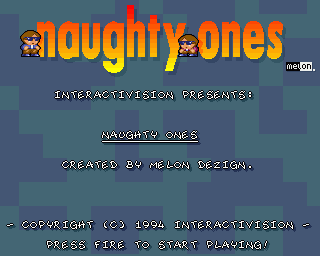 naughty ones
melon.
INTERACTIVISION PRESENTS:
NAUGHTY ONES
CREATED BY MELON DEZIGN.
~ COPYRIGHT (C) 1994 INTERACTIVISION ~
PRESS FIRE TO START PLAYING!